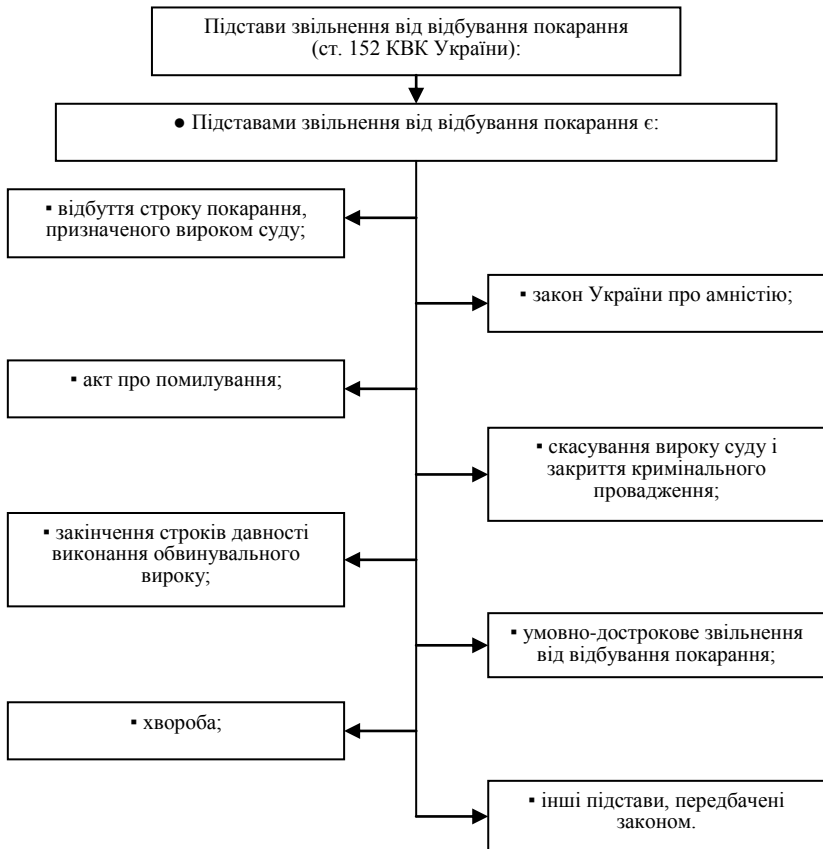 Підстави звільнення від відбування покарання
(ст. 152 КВК України):
● Підставами звільнення від відбування покарання є:
▪ відбуття строку покарання,
призначеного вироком суду;
▪ закон України про амністію;
▪ акт про помилування;
▪ скасування вироку суду і
закриття кримінального
провадження;
▪ закінчення строків давності
виконання обвинувального
вироку;
▪ умовно-дострокове звільнення
від відбування покарання;
▪ хвороба;
▪ інші підстави, передбачені
законом.